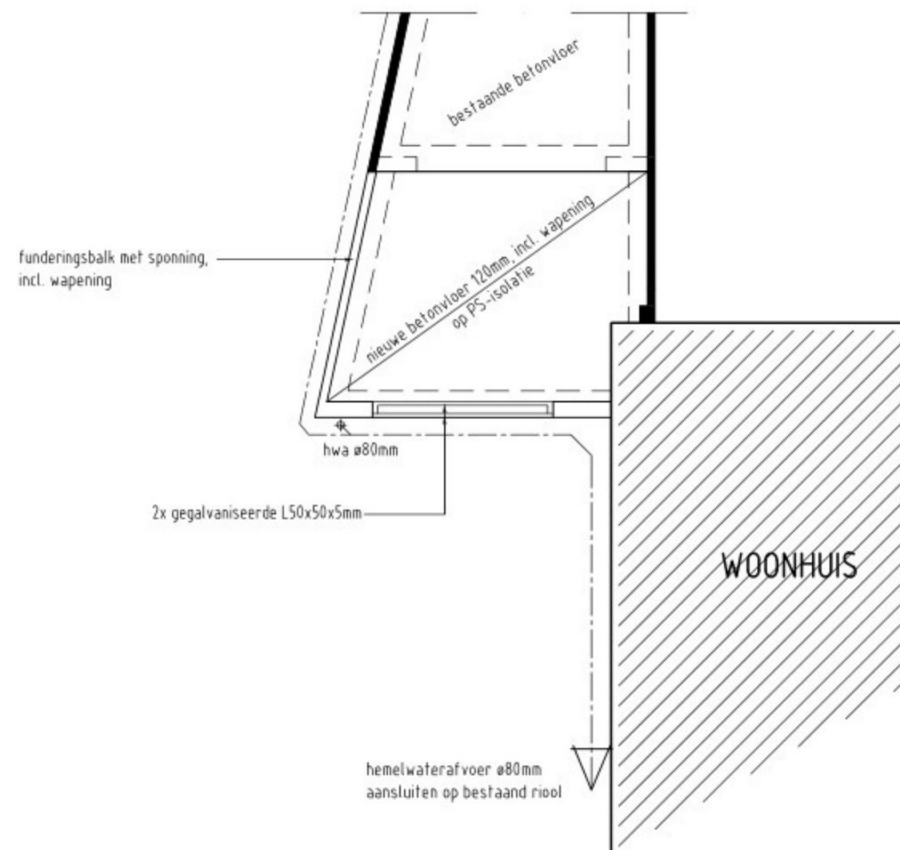 bestaande betonvloer
funderingsbalk met sponning,
incl. wapening
nieuwe betonvloer 120mm, incl. wapening
op PS-isolatie
hwa ø80mm
2x gegalvaniseerde L50x50x5mm
WOONHUIS
hemelwaterafvoer ø80mm
aansluiten op bestaand riool